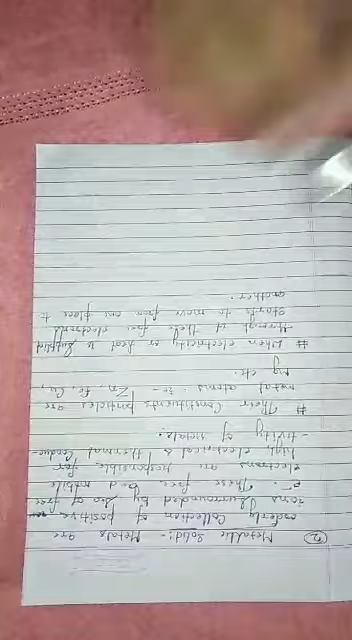 ② Metallic Solid:- Metals are
orderly Collection of positive
ions surrounded by sea of free
e-. These free and mobile
electrons are responsible for
high electrical & thermal Conduc-
-tivity of metals.
# Their Constituents particles are
metal atoms. ie- Zn, Fe, Cu,
Mg etc.
# When electricity or heat is supplied
through it these free electrons
starts to move from one place to
another.